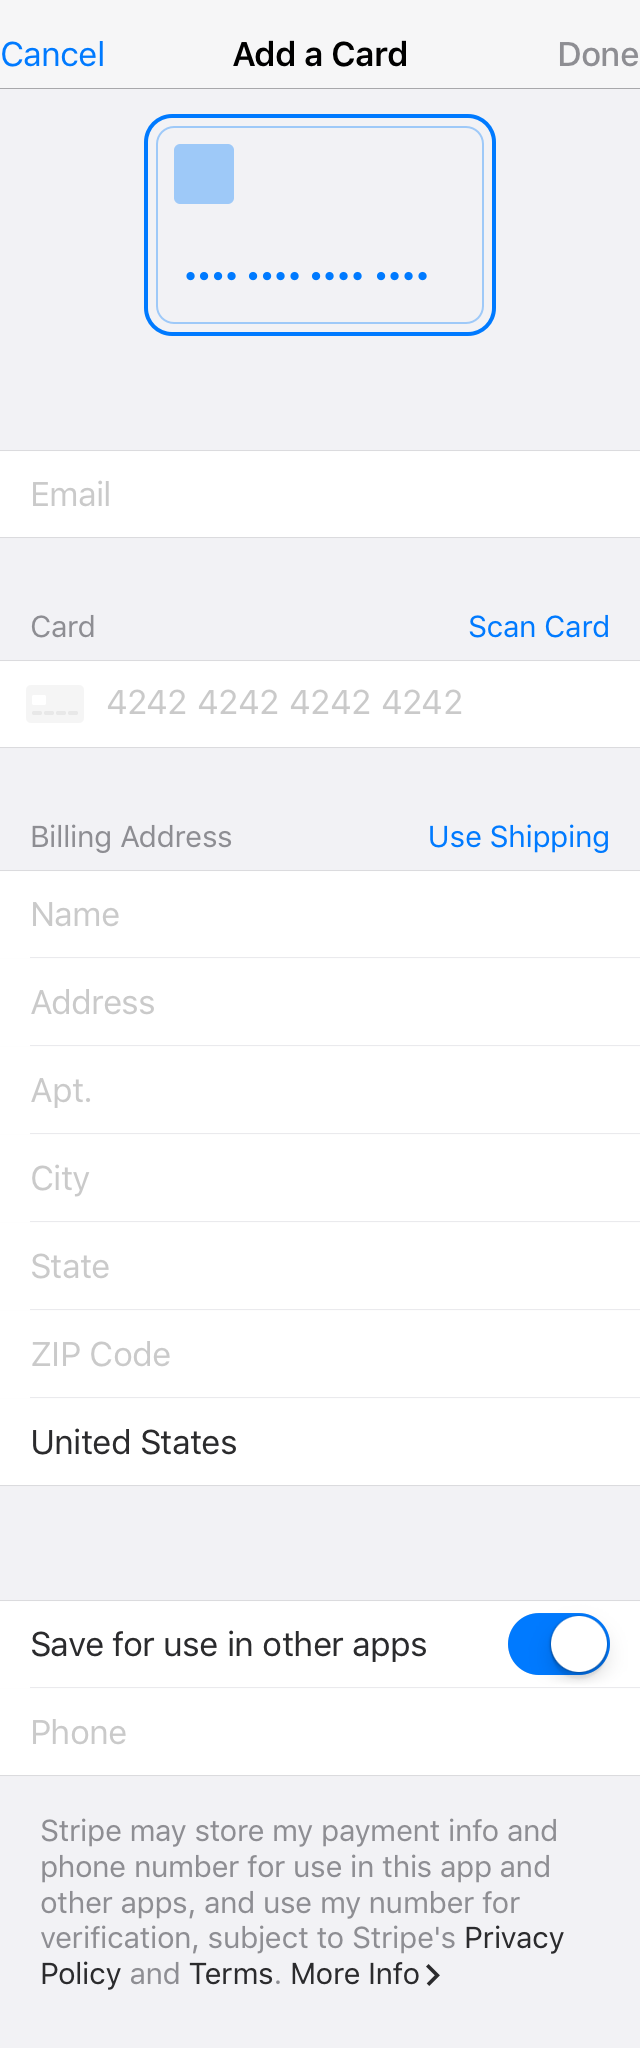 Cancel Add a Card Done
•••• •••• •••• ••••
Email
Card Scan Card
4242 4242 4242 4242
Billing Address Use Shipping
Name
Address
Apt.
City
State
ZIP Code
United States
Save for use in other apps
Phone
Stripe may store my payment info and
phone number for use in this app and
other apps, and use my number for
verification, subject to Stripe's Privacy
Policy and Terms. More Info